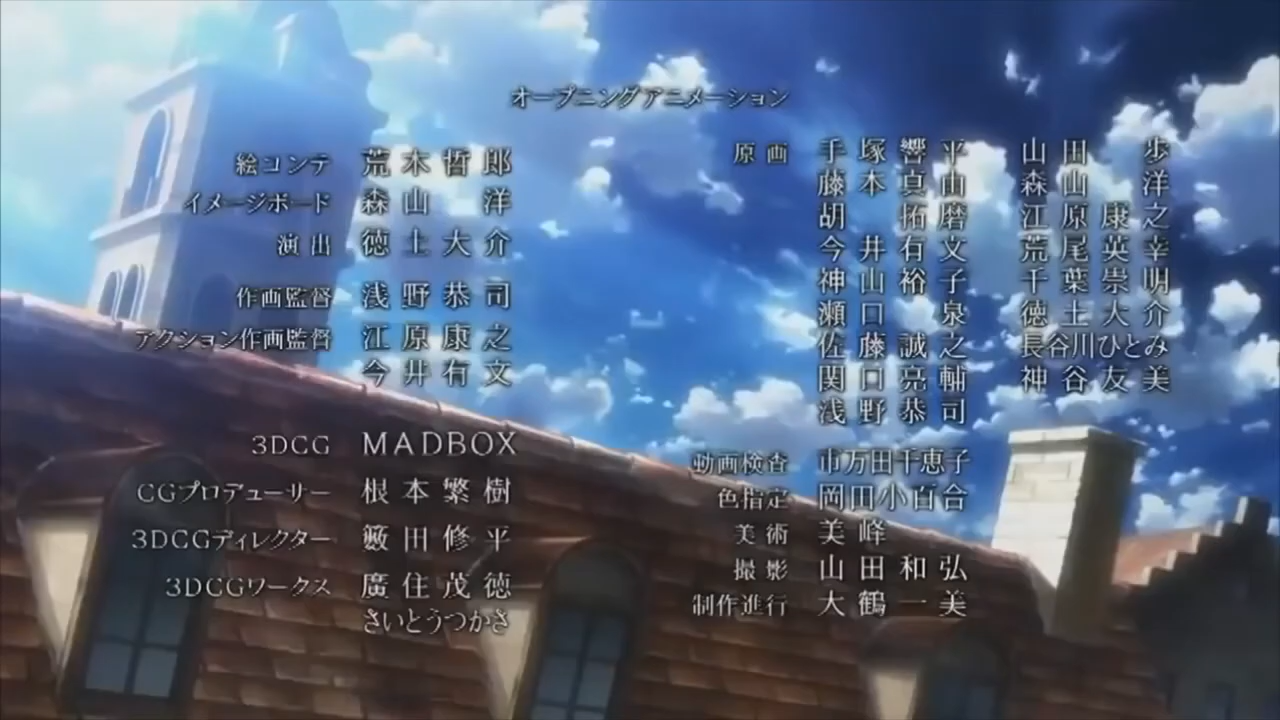 オープニングアニメーション
絵コンテ 荒木哲郎
イメージボード 森山 洋
演出 徳土大介
作画監督 浅野恭司
アクション作画監督 江原康之
今井有文
3DCG MADBOX
CGプロデューサー 根本繁樹
3DCGディレクター 籔田修平
3DCGワークス 廣住茂徳
さいとうつかさ
原画 手塚響平 山田 歩
藤本真由 森山 洋
胡 拓磨 江原康之
今井有文 荒尾英幸
神山裕子 千葉崇明
瀬口 泉 徳土大介
佐藤誠之 長谷川ひとみ
関口亮輔 神谷友美
浅野恭司
動画検査 市万田千恵子
色指定 岡田小百合
美術 美峰
撮影 山田和弘
制作進行 大鶴一美